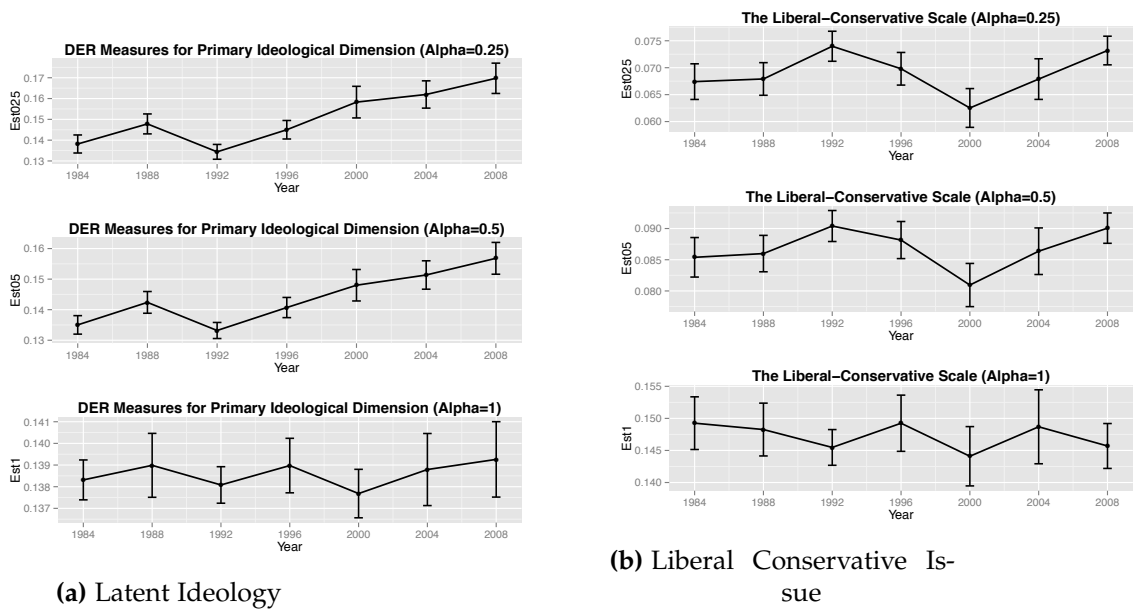 DER Measures for Primary Ideological Dimension (Alpha=0.25)
Est025
0.17
0.16
0.15
0.14
0.13
1984 1988 1992 1996 2000 2004 2008
Year
DER Measures for Primary Ideological Dimension (Alpha=0.5)
Est05
0.16
0.15
0.14
0.13
1984 1988 1992 1996 2000 2004 2008
Year
DER Measures for Primary Ideological Dimension (Alpha=1)
Est1
0.141
0.140
0.139
0.138
0.137
1984 1988 1992 1996 2000 2004 2008
Year
(a) Latent Ideology
The Liberal−Conservative Scale (Alpha=0.25)
Est025
0.075
0.070
0.065
0.060
1984 1988 1992 1996 2000 2004 2008
Year
The Liberal−Conservative Scale (Alpha=0.5)
Est05
0.090
0.085
0.080
1984 1988 1992 1996 2000 2004 2008
Year
The Liberal−Conservative Scale (Alpha=1)
Est1
0.155
0.150
0.145
0.140
1984 1988 1992 1996 2000 2004 2008
Year
(b) Liberal Conservative Is-
sue